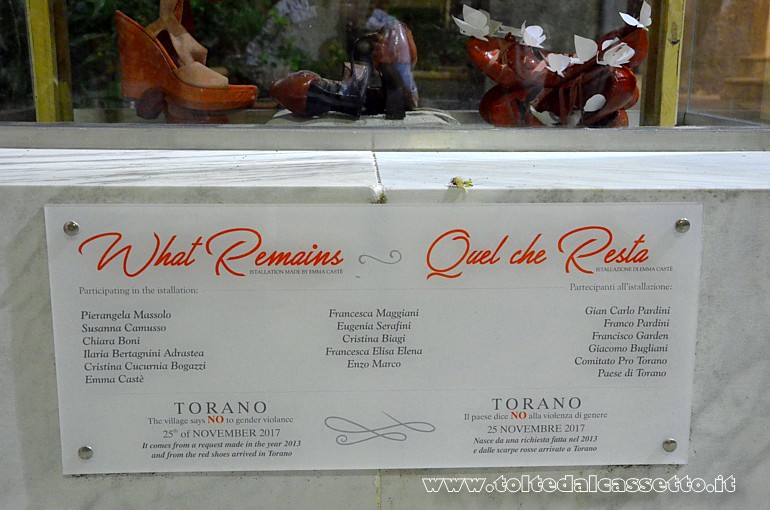 What Remains ~ Quel che Resta
ISTALLATION MADE BY EMMA CASTÈ
ISTALLAZIONE DI EMMA CASTÈ
Participating in the istallation:
Partecipanti all'istallazione:
Pierangela Massolo
Susanna Camusso
Chiara Boni
Ilaria Bertagnini Adrastea
Cristina Cucurnia Bogazzi
Emma Castè
Francesca Maggiani
Eugenia Serafini
Cristina Biagi
Francesca Elisa Elena
Enzo Marco
Gian Carlo Pardini
Franco Pardini
Francisco Garden
Giacomo Bugliani
Comitato Pro Torano
Paese di Torano
TORANO
The village says NO to gender violance
25th of NOVEMBER 2017
It comes from a request made in the year 2013
and from the red shoes arrived in Torano
TORANO
Il paese dice NO alla violenza di genere
25 NOVEMBRE 2017
Nasce da una richiesta fatta nel 2013
e dalle scarpe rosse arrivate a Torano
www.toltedalcassetto.it